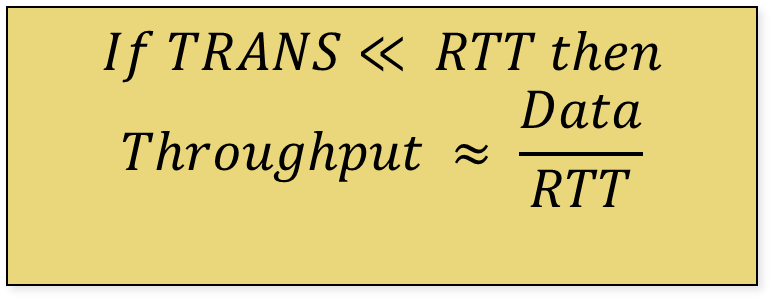 If TRANS ≪ RTT then
Throughput ≈ Data / RTT